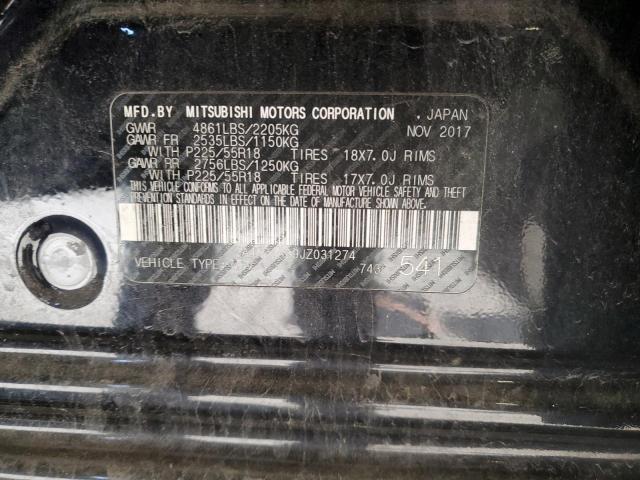 MFD.BY MITSUBISHI MOTORS CORPORATION . JAPAN
GVWR 4861LBS/2205KG NOV 2017
GAWR FR 2535LBS/1150KG
WITH P225/55R18 TIRES 18X7.0J RIMS
GAWR RR 2756LBS/1250KG
WITH P225/55R18 TIRES 17X7.0J RIMS
THIS VEHICLE CONFORMS TO ALL APPLICABLE FEDERAL MOTOR VEHICLE SAFETY AND THEFT
PREVENTION STANDARDS IN EFFECT ON THE DATE OF MANUFACTURE SHOWN ABOVE.
JZ031274
VEHICLE TYPE: 743 541